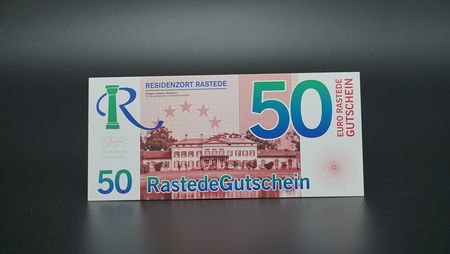 R
RESIDENZORT RASTEDE
50
EURO RASTEDE
GUTSCHEIN
50
RastedeGutschein